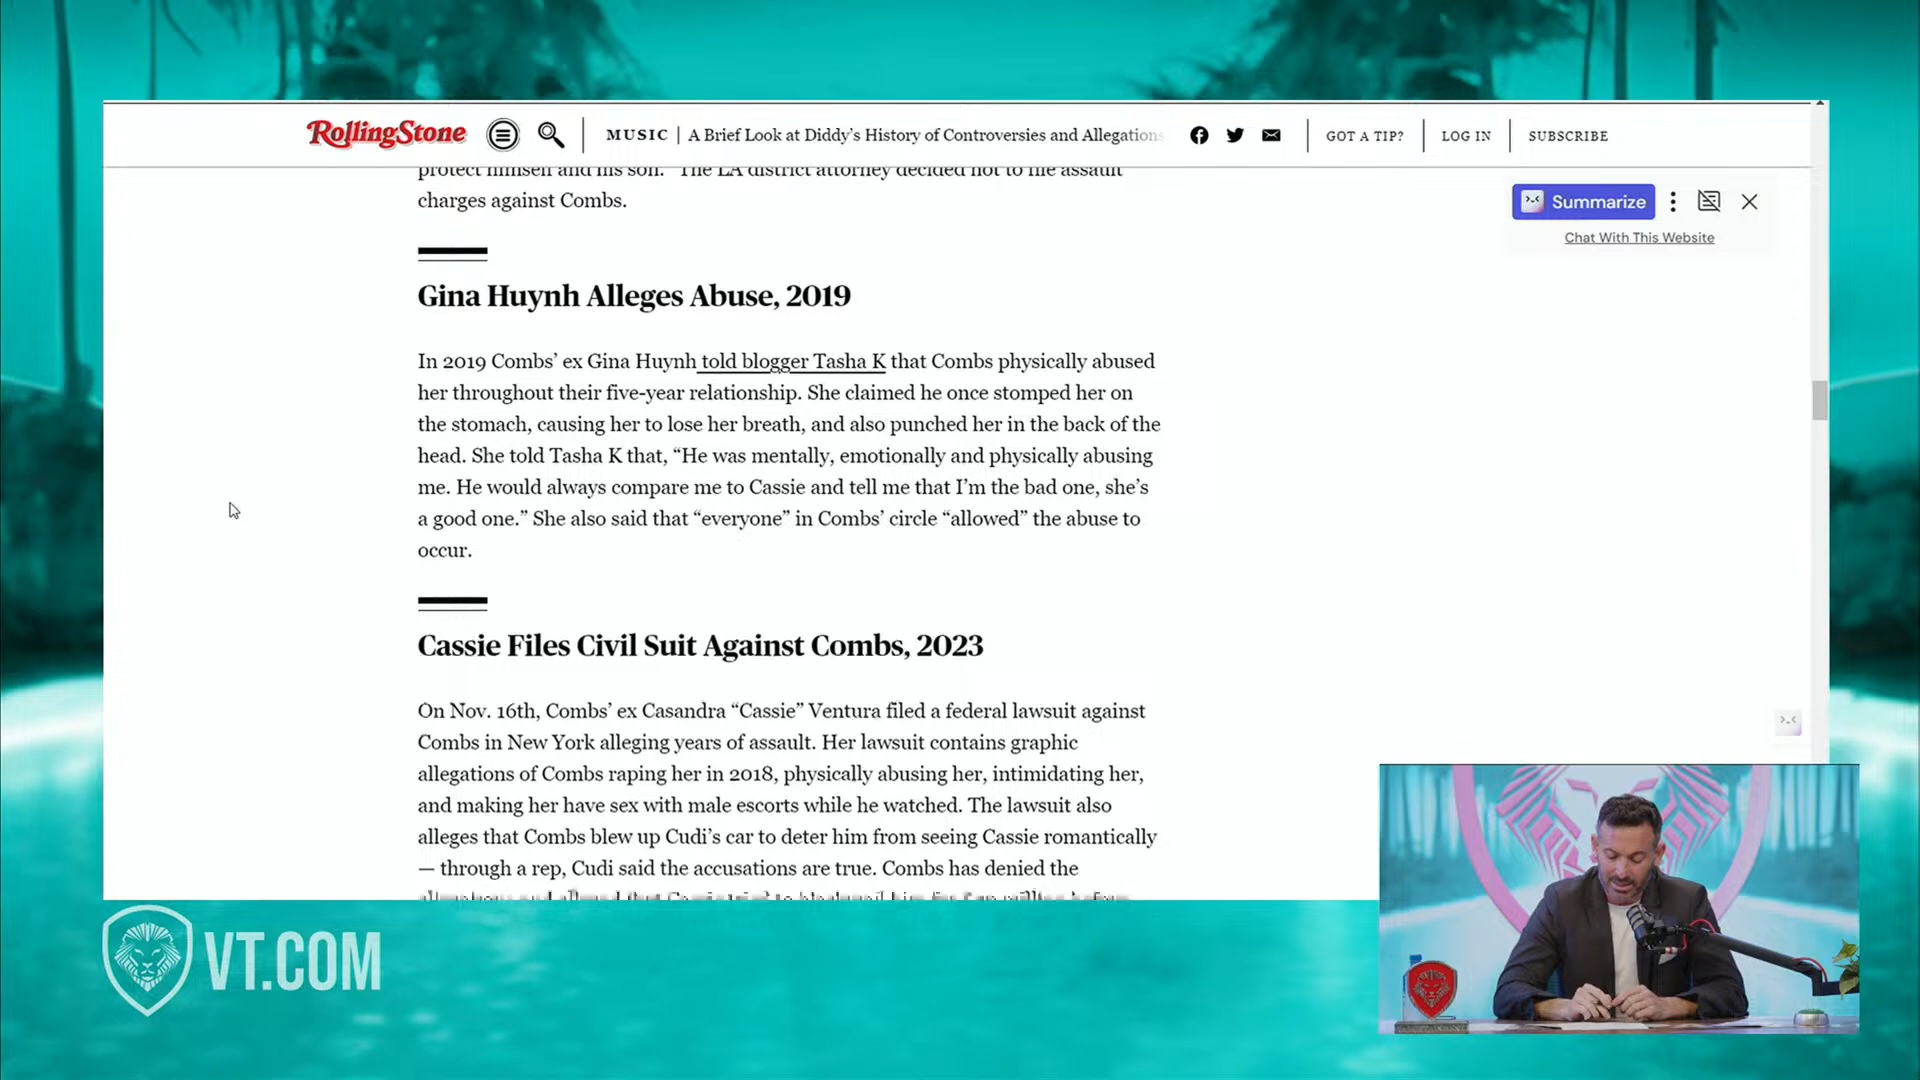 RollingStone
MUSIC | A Brief Look at Diddy’s History of Controversies and Allegations
GOT A TIP?
LOG IN
SUBSCRIBE
protect himself and his son.” The LA district attorney decided not to file assault
charges against Combs.
Summarize
Chat With This Website
Gina Huynh Alleges Abuse, 2019
In 2019 Combs’ ex Gina Huynh told blogger Tasha K that Combs physically abused
her throughout their five-year relationship. She claimed he once stomped her on
the stomach, causing her to lose her breath, and also punched her in the back of the
head. She told Tasha K that, “He was mentally, emotionally and physically abusing
me. He would always compare me to Cassie and tell me that I’m the bad one, she’s
a good one.” She also said that “everyone” in Combs’ circle “allowed” the abuse to
occur.
Cassie Files Civil Suit Against Combs, 2023
On Nov. 16th, Combs’ ex Casandra “Cassie” Ventura filed a federal lawsuit against
Combs in New York alleging years of assault. Her lawsuit contains graphic
allegations of Combs raping her in 2018, physically abusing her, intimidating her,
and making her have sex with male escorts while he watched. The lawsuit also
alleges that Combs blew up Cudi’s car to deter him from seeing Cassie romantically
— through a rep, Cudi said the accusations are true. Combs has denied the
VT.COM